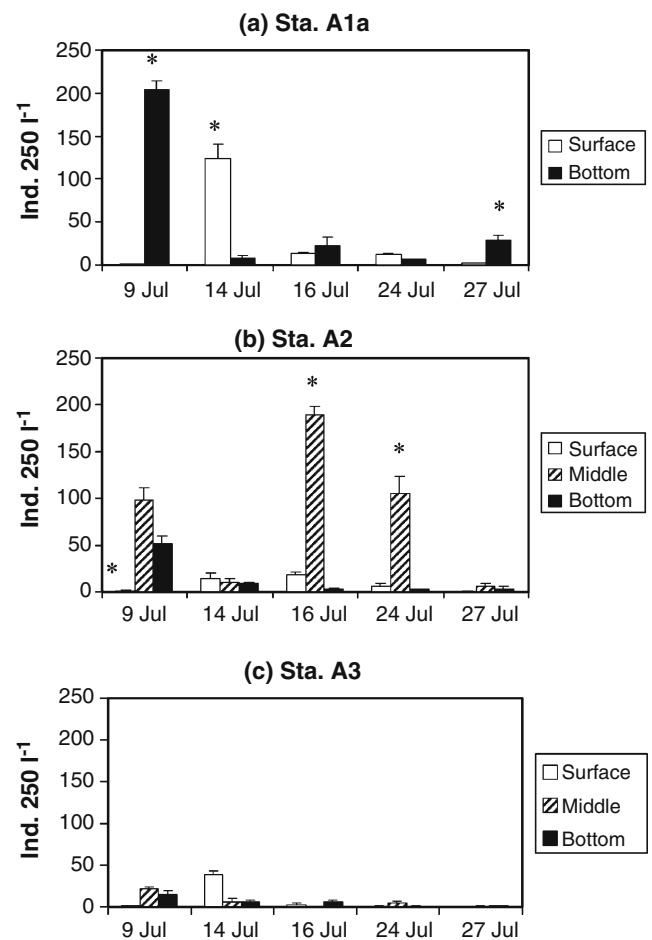 (a) Sta. A1a
250
200
150
100
50
0
Ind. 250 l⁻¹
*
*
*
9 Jul 14 Jul 16 Jul 24 Jul 27 Jul
Surface
Bottom
(b) Sta. A2
250
200
150
100
50
0
Ind. 250 l⁻¹
*
*
*
9 Jul 14 Jul 16 Jul 24 Jul 27 Jul
Surface
Middle
Bottom
(c) Sta. A3
250
200
150
100
50
0
Ind. 250 l⁻¹
9 Jul 14 Jul 16 Jul 24 Jul 27 Jul
Surface
Middle
Bottom